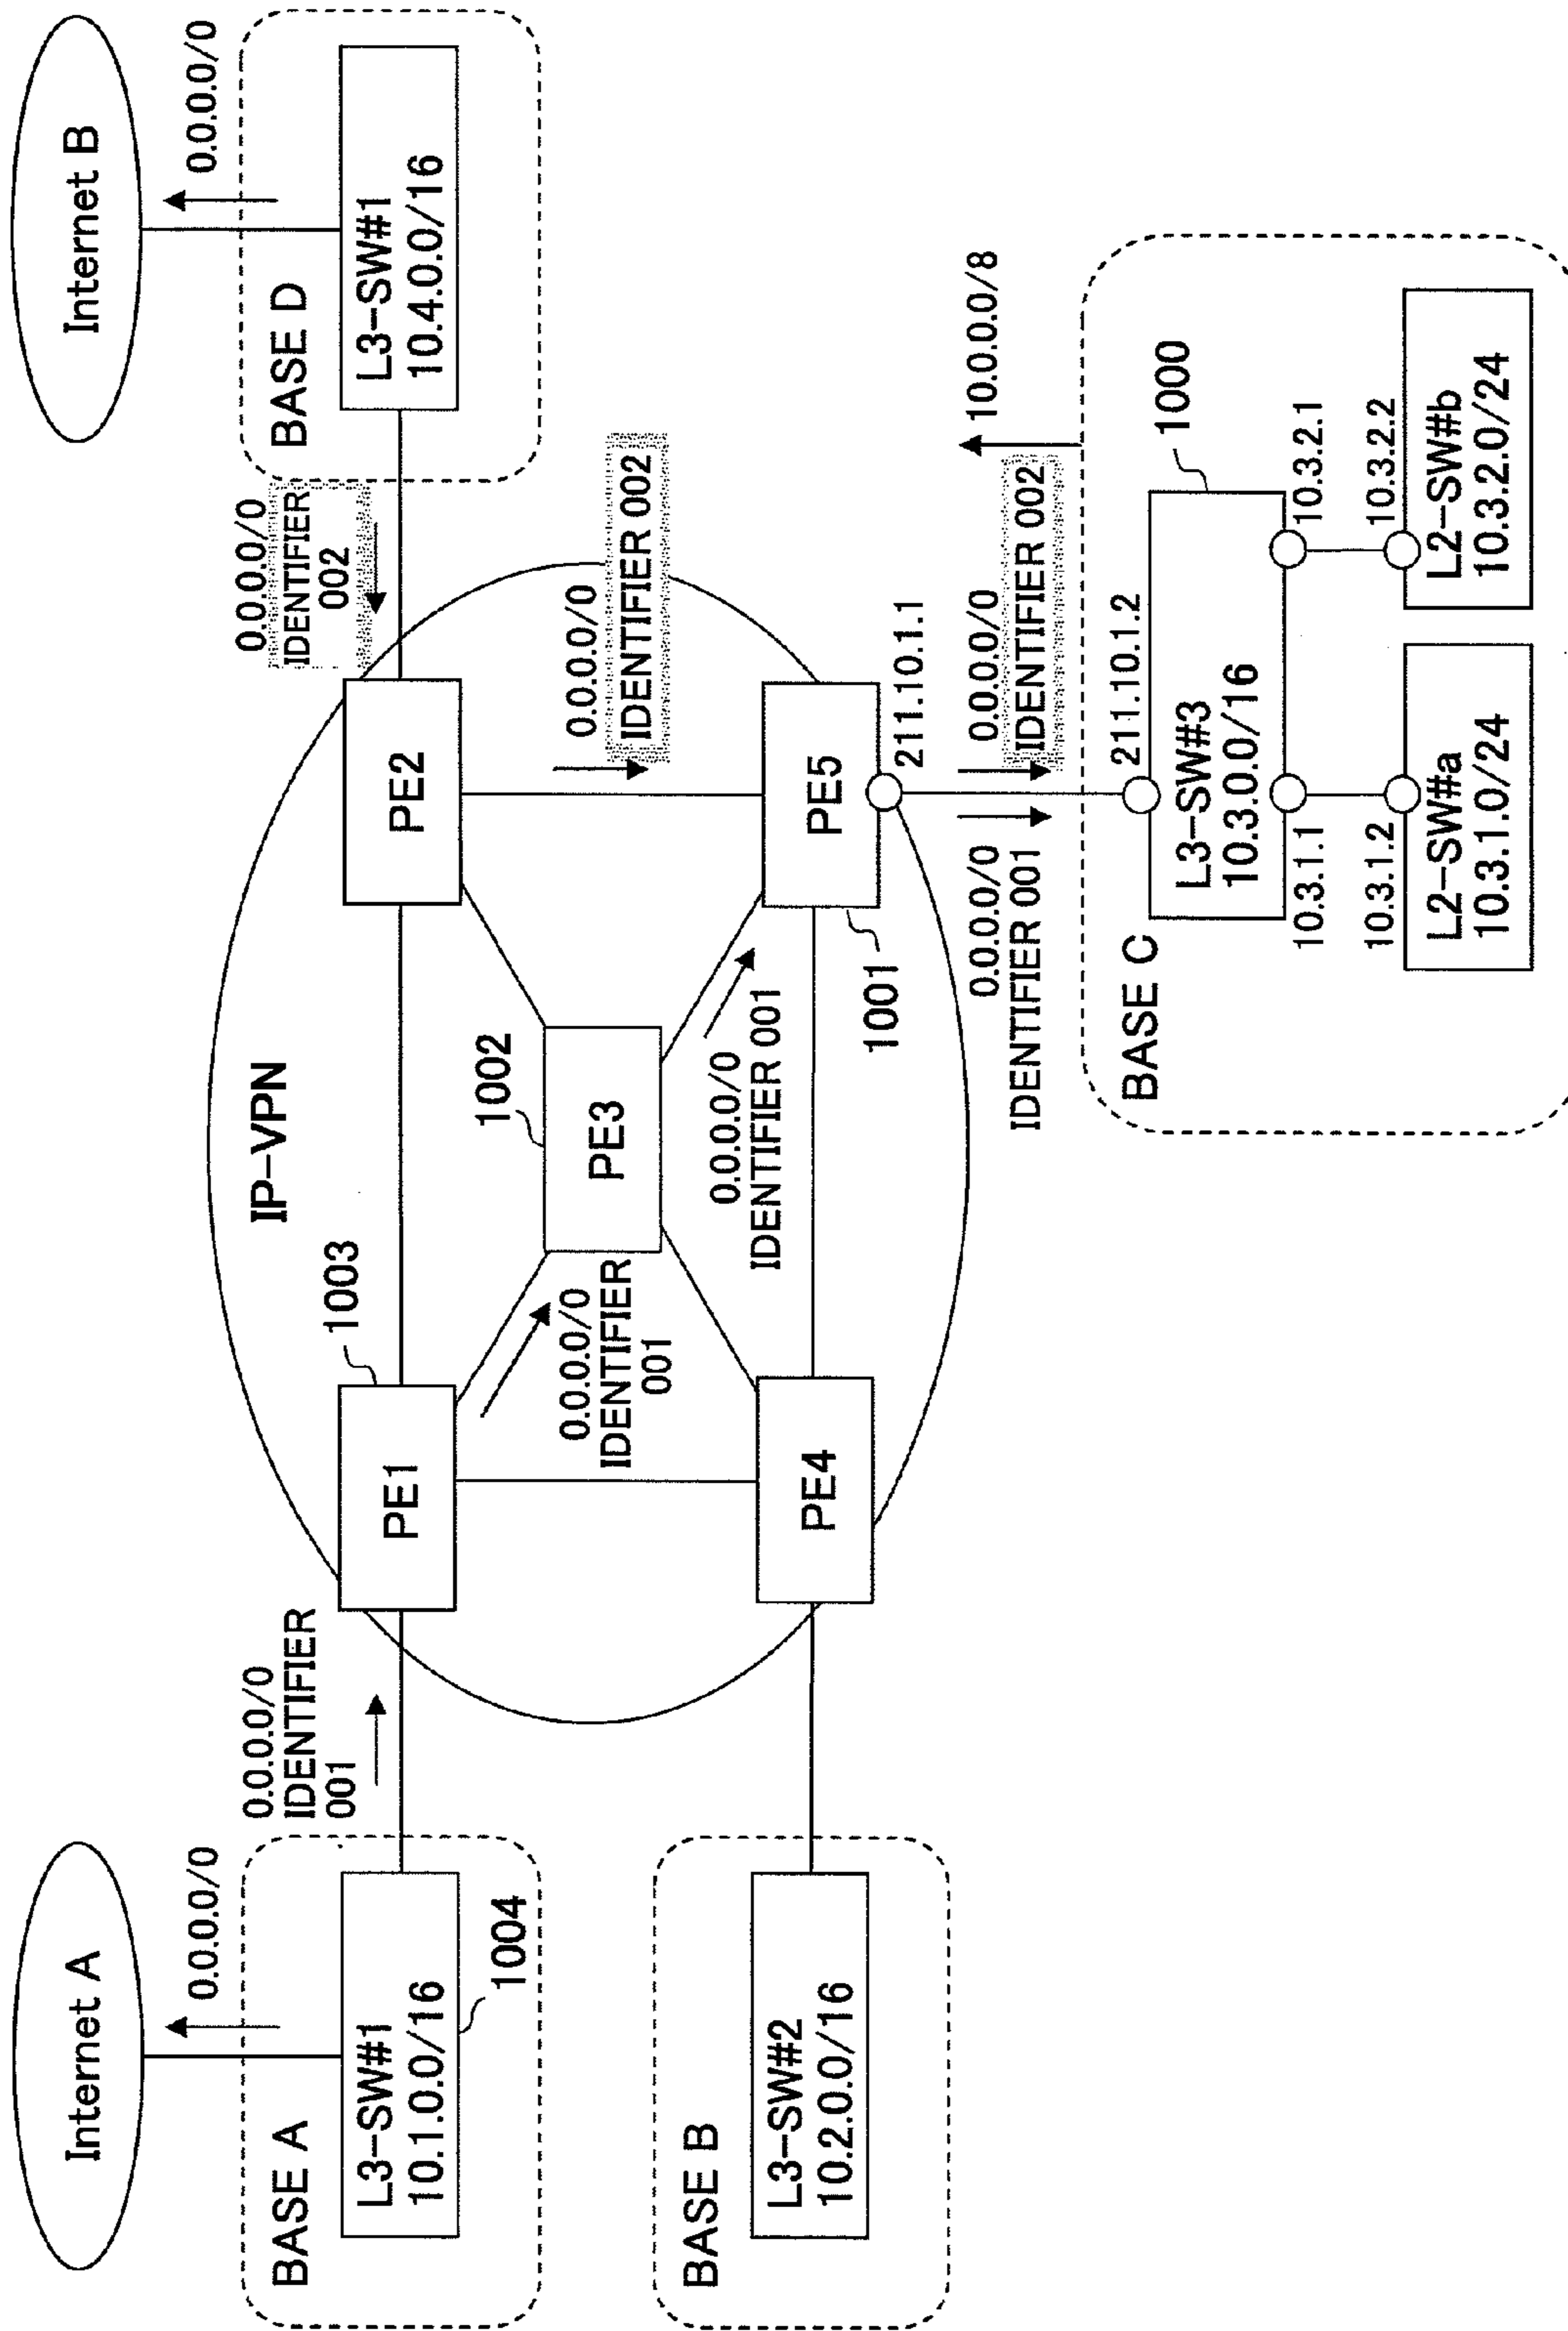 Internet A
0.0.0.0/0
Internet B
0.0.0.0/0
BASE A
L3-SW#1
10.1.0.0/16
1004
0.0.0.0/0
IDENTIFIER
001
IP-VPN
1003
PE1
0.0.0.0/0
IDENTIFIER
001
1002
PE3
PE2
0.0.0.0/0
IDENTIFIER
002
BASE D
L3-SW#1
10.4.0.0/16
0.0.0.0/0
IDENTIFIER 002
0.0.0.0/0
IDENTIFIER 001
BASE B
L3-SW#2
10.2.0.0/16
PE4
PE5
1001
211.10.1.1
0.0.0.0/0
IDENTIFIER 001
0.0.0.0/0
IDENTIFIER 002
10.0.0.0/8
BASE C
211.10.1.2
1000
L3-SW#3
10.3.0.0/16
10.3.1.1
10.3.2.1
10.3.1.2
10.3.2.2
L2-SW#a
10.3.1.0/24
L2-SW#b
10.3.2.0/24